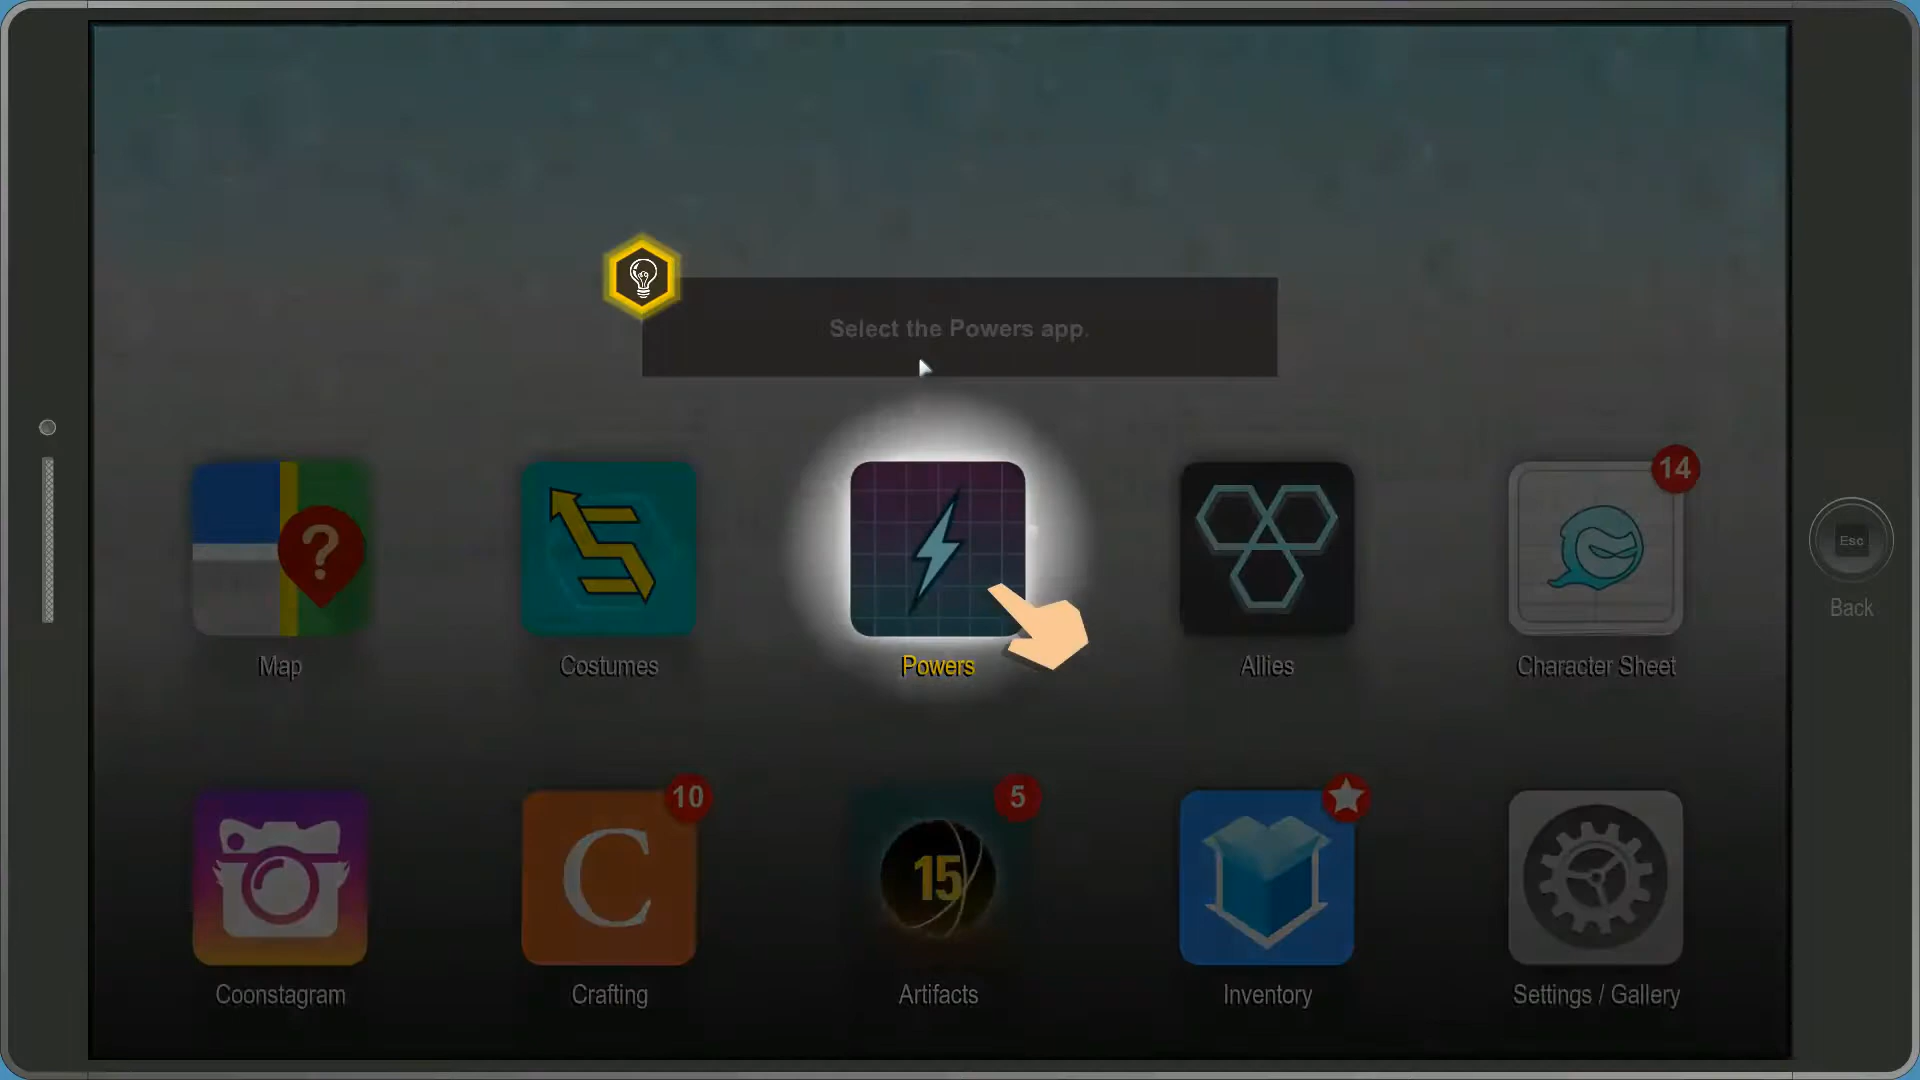 Select the Powers app.
?
14
Esc
Back
Map
Costumes
Powers
Allies
Character Sheet
C
10
15
5
Coonstagram
Crafting
Artifacts
Inventory
Settings / Gallery